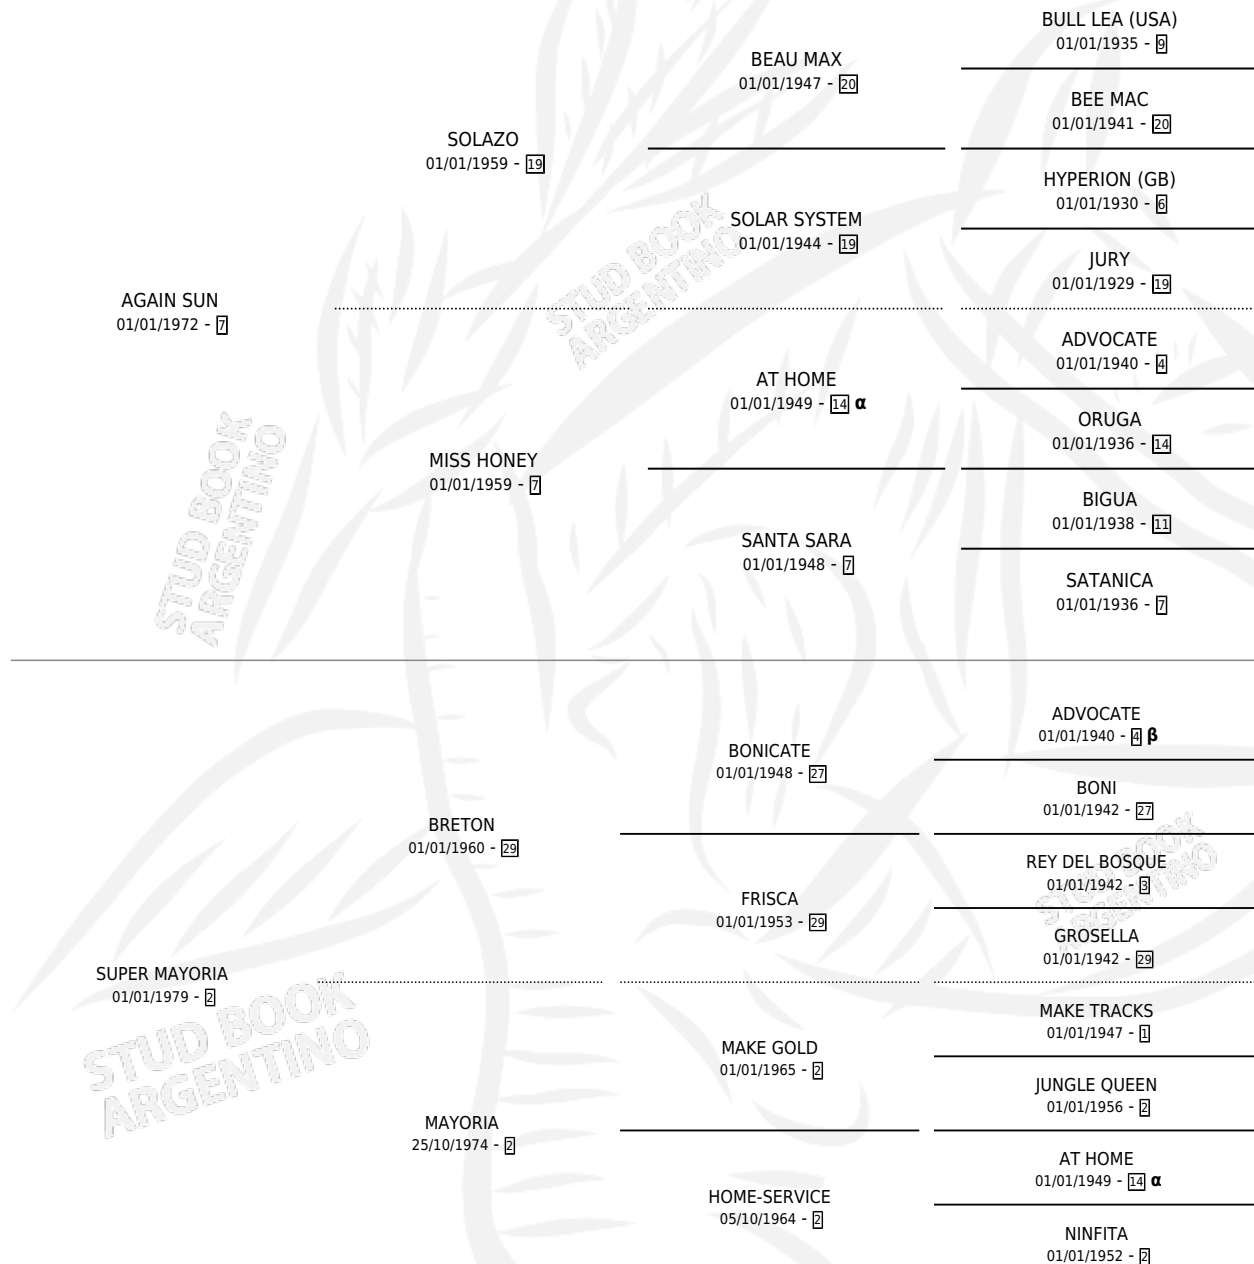 BULL LEA (USA)
01/01/1935 - 9
BEAU MAX
01/01/1947 - 20
BEE MAC
01/01/1941 - 20
SOLAZO
01/01/1959 - 19
HYPERION (GB)
01/01/1930 - 6
SOLAR SYSTEM
01/01/1944 - 19
JURY
01/01/1929 - 19
AGAIN SUN
01/01/1972 - 7
ADVOCATE
01/01/1940 - 4
AT HOME
01/01/1949 - 14 α
ORUGA
01/01/1936 - 14
MISS HONEY
01/01/1959 - 7
BIGUA
01/01/1938 - 11
SANTA SARA
01/01/1948 - 7
SATANICA
01/01/1936 - 7
STUD BOOK
ARGENTINO
STUD BOOK
ARGENTINO
ADVOCATE
01/01/1940 - 4 β
BONICATE
01/01/1948 - 27
BONI
01/01/1942 - 27
BRETON
01/01/1960 - 29
REY DEL BOSQUE
01/01/1942 - 3
FRISCA
01/01/1953 - 29
GROSELLA
01/01/1942 - 29
SUPER MAYORIA
01/01/1979 - 2
MAKE TRACKS
01/01/1947 - 1
MAKE GOLD
01/01/1965 - 2
JUNGLE QUEEN
01/01/1956 - 2
MAYORIA
25/10/1974 - 2
AT HOME
01/01/1949 - 14 α
HOME-SERVICE
05/10/1964 - 2
NINFITA
01/01/1952 - 2
STUD BOOK
ARGENTINO
STUD BOOK
ARGENTINO